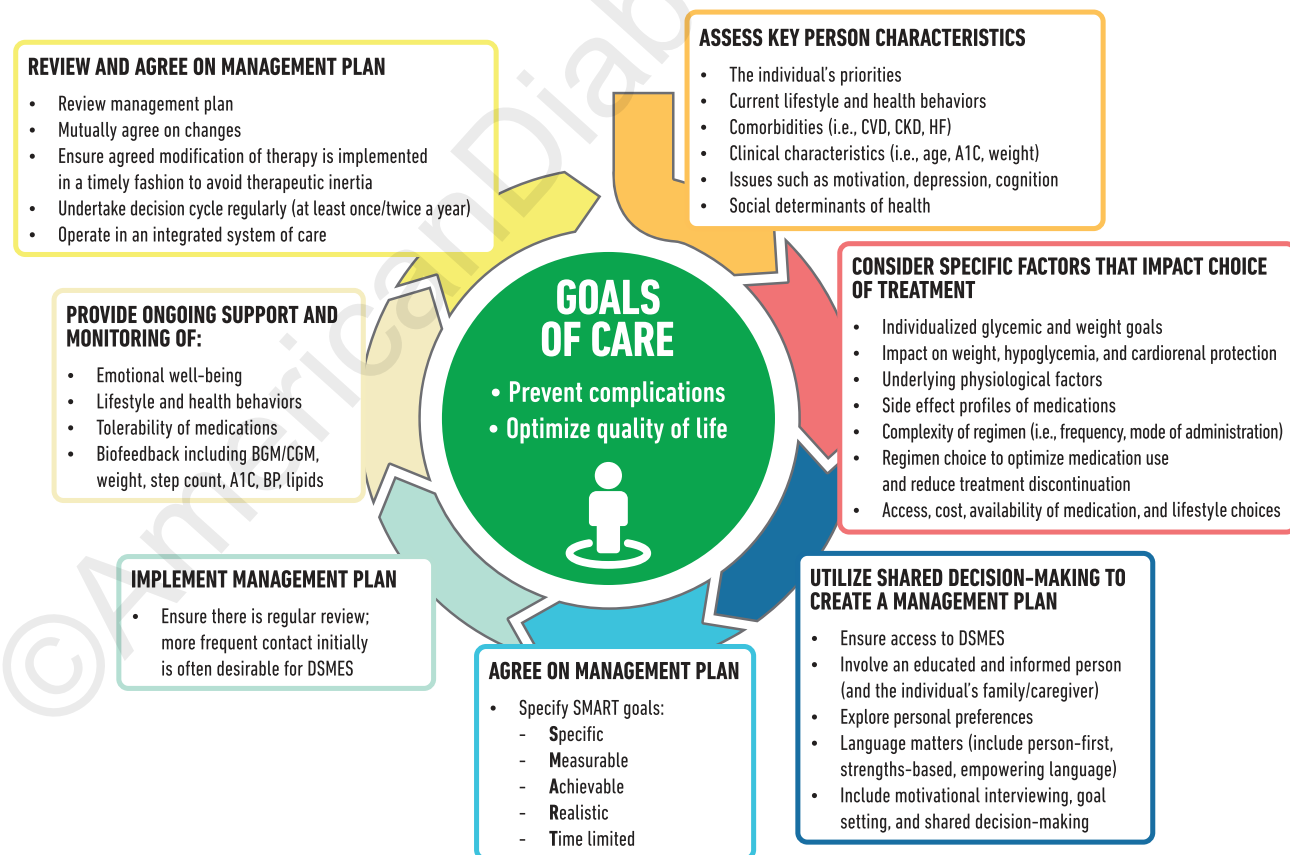 ASSESS KEY PERSON CHARACTERISTICS
• The individual's priorities
• Current lifestyle and health behaviors
• Comorbidities (i.e., CVD, CKD, HF)
• Clinical characteristics (i.e., age, A1C, weight)
• Issues such as motivation, depression, cognition
• Social determinants of health
CONSIDER SPECIFIC FACTORS THAT IMPACT CHOICE
OF TREATMENT
• Individualized glycemic and weight goals
• Impact on weight, hypoglycemia, and cardiorenal protection
• Underlying physiological factors
• Side effect profiles of medications
• Complexity of regimen (i.e., frequency, mode of administration)
• Regimen choice to optimize medication use
and reduce treatment discontinuation
• Access, cost, availability of medication, and lifestyle choices
UTILIZE SHARED DECISION-MAKING TO
CREATE A MANAGEMENT PLAN
• Ensure access to DSMES
• Involve an educated and informed person
(and the individual's family/caregiver)
• Explore personal preferences
• Language matters (include person-first,
strengths-based, empowering language)
• Include motivational interviewing, goal
setting, and shared decision-making
AGREE ON MANAGEMENT PLAN
• Specify SMART goals:
- Specific
- Measurable
- Achievable
- Realistic
- Time limited
IMPLEMENT MANAGEMENT PLAN
• Ensure there is regular review;
more frequent contact initially
is often desirable for DSMES
PROVIDE ONGOING SUPPORT AND
MONITORING OF:
• Emotional well-being
• Lifestyle and health behaviors
• Tolerability of medications
• Biofeedback including BGM/CGM,
weight, step count, A1C, BP, lipids
REVIEW AND AGREE ON MANAGEMENT PLAN
• Review management plan
• Mutually agree on changes
• Ensure agreed modification of therapy is implemented
in a timely fashion to avoid therapeutic inertia
• Undertake decision cycle regularly (at least once/twice a year)
• Operate in an integrated system of care
GOALS
OF CARE
• Prevent complications
• Optimize quality of life
©AmericanDiab